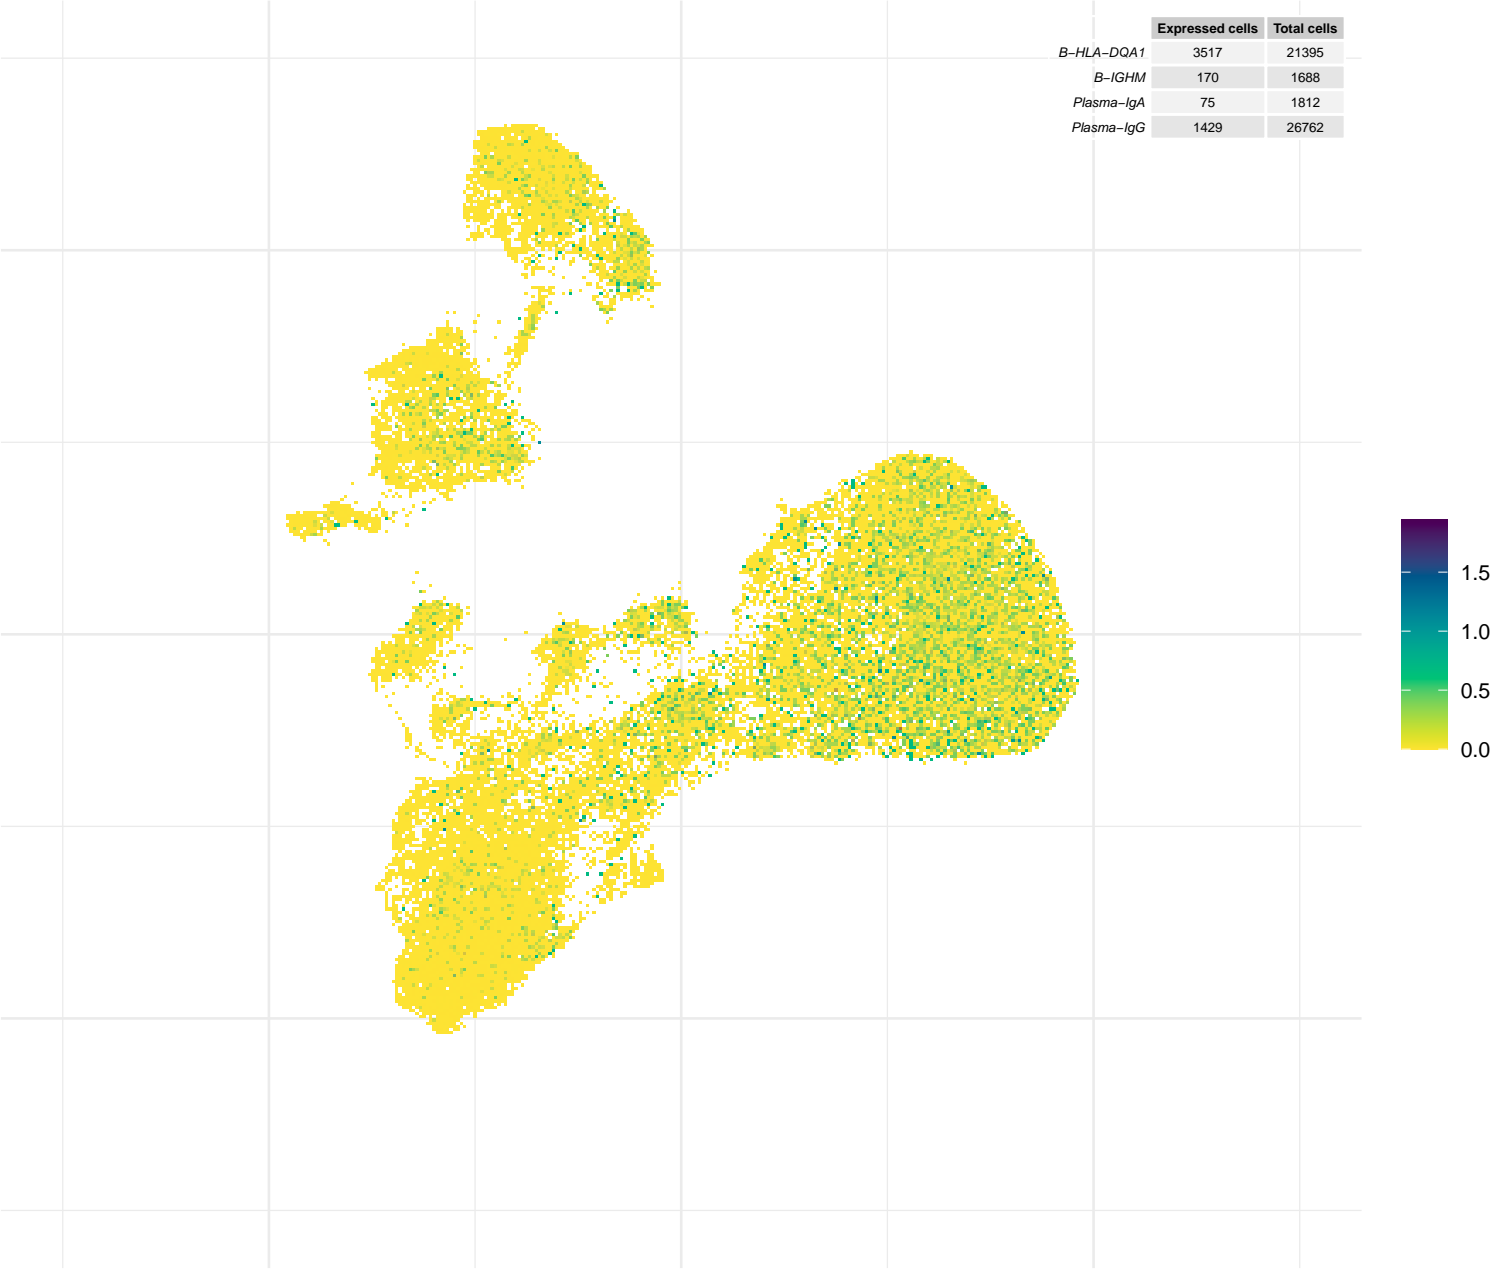 Expressed cells Total cells
B−HLA−DQA1 3517 21395
B−IGHM 170 1688
Plasma−IgA 75 1812
Plasma−IgG 1429 26762
1.5
1.0
0.5
0.0